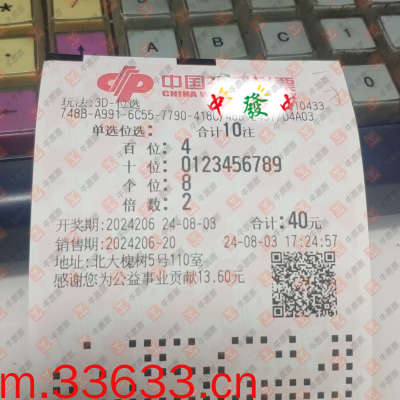 中国
CHINA
中發中
玩法:3D-位选
10433
748B-A991-6C55-7790-418C
04A03
单选位选: 合计10注
百 位: 4
十 位: 0123456789
个 位: 8
倍 数: 2
开奖期:2024206 24-08-03 合计:40元
销售期:2024206-20 24-08-03 17:24:57
地址:北大槐树5号110室
感谢您为公益事业贡献13.60元
m.33633.cn